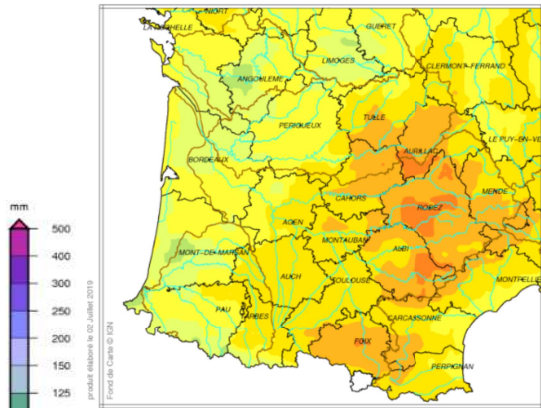 NIORT
LA ROCHELLE
GUERET
LIMOGES
ANGOULEME
CLERMONT-FERRAND
PERIGUEUX
TULLE
AURILLAC
LE PUY-EN-VE
BORDEAUX
CAHORS
MENDE
RODEZ
AGEN
MONTAUBAN
ALBI
MONT-DE-MARSAN
AUCH
TOULOUSE
MONTPELLIER
PAU
TARBES
CARCASSONNE
FOIX
PERPIGNAN
mm
500
400
300
250
200
150
125
produit élaboré le 02 Juillet 2019
Fond de Carte © IGN